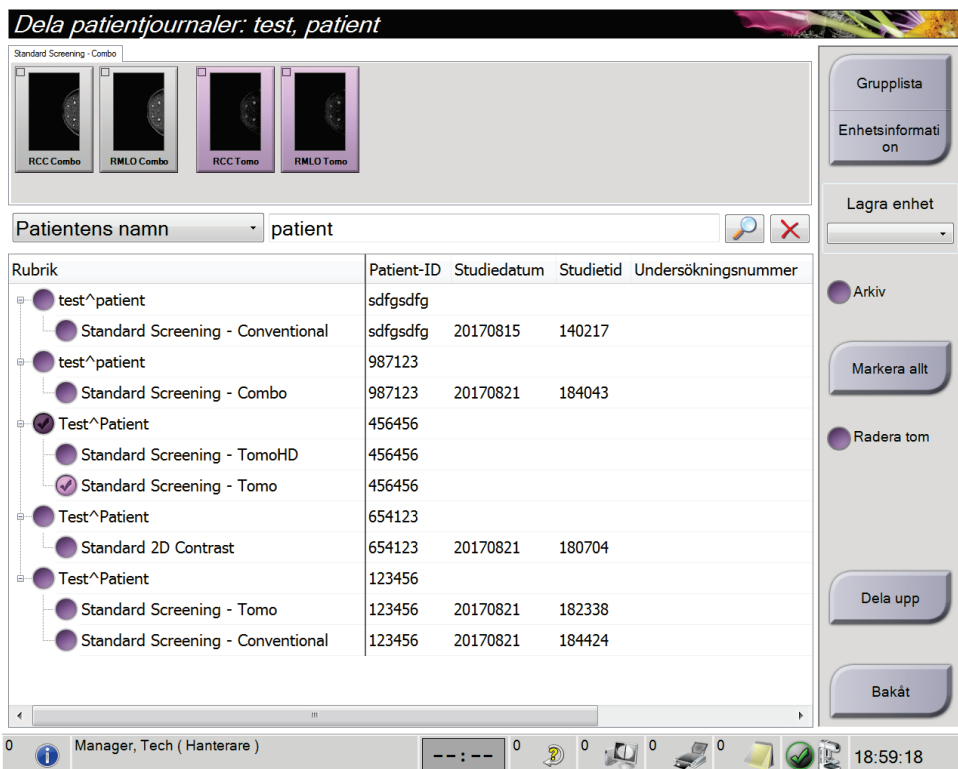 Dela patientjournaler: test, patient
Standard Screening - Combo
RCC Combo
RMLO Combo
RCC Tomo
RMLO Tomo
Grupplista
Enhetsinformati
on
Lagra enhet
Patientens namn
patient
Rubrik Patient-ID Studiedatum Studietid Undersökningsnummer
test^patient sdfgsdfg
Standard Screening - Conventional sdfgsdfg 20170815 140217
test^patient 987123
Standard Screening - Combo 987123 20170821 184043
Test^Patient 456456
Standard Screening - TomoHD 456456
Standard Screening - Tomo 456456
Test^Patient 654123
Standard 2D Contrast 654123 20170821 180704
Test^Patient 123456
Standard Screening - Tomo 123456 20170821 182338
Standard Screening - Conventional 123456 20170821 184424
Arkiv
Markera allt
Radera tom
Dela upp
Bakåt
0 Manager, Tech ( Hanterare ) --:-- 0 0 0 0 18:59:18